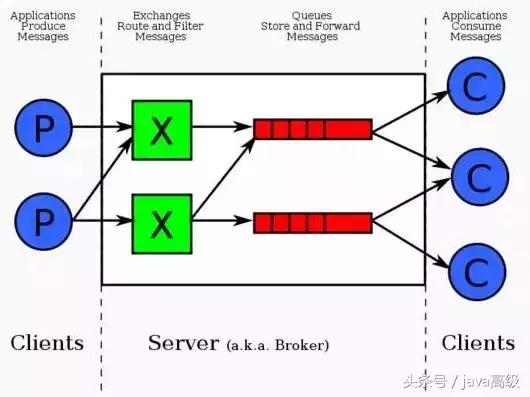 Applications
Produce
Messages
Exchanges
Route and Filter
Messages
Queues
Store and Forward
Messages
Applications
Consume
Messages
P
X
C
P
X
C
C
Clients
Server (a.k.a. Broker)
Clients
头条号 / java高级